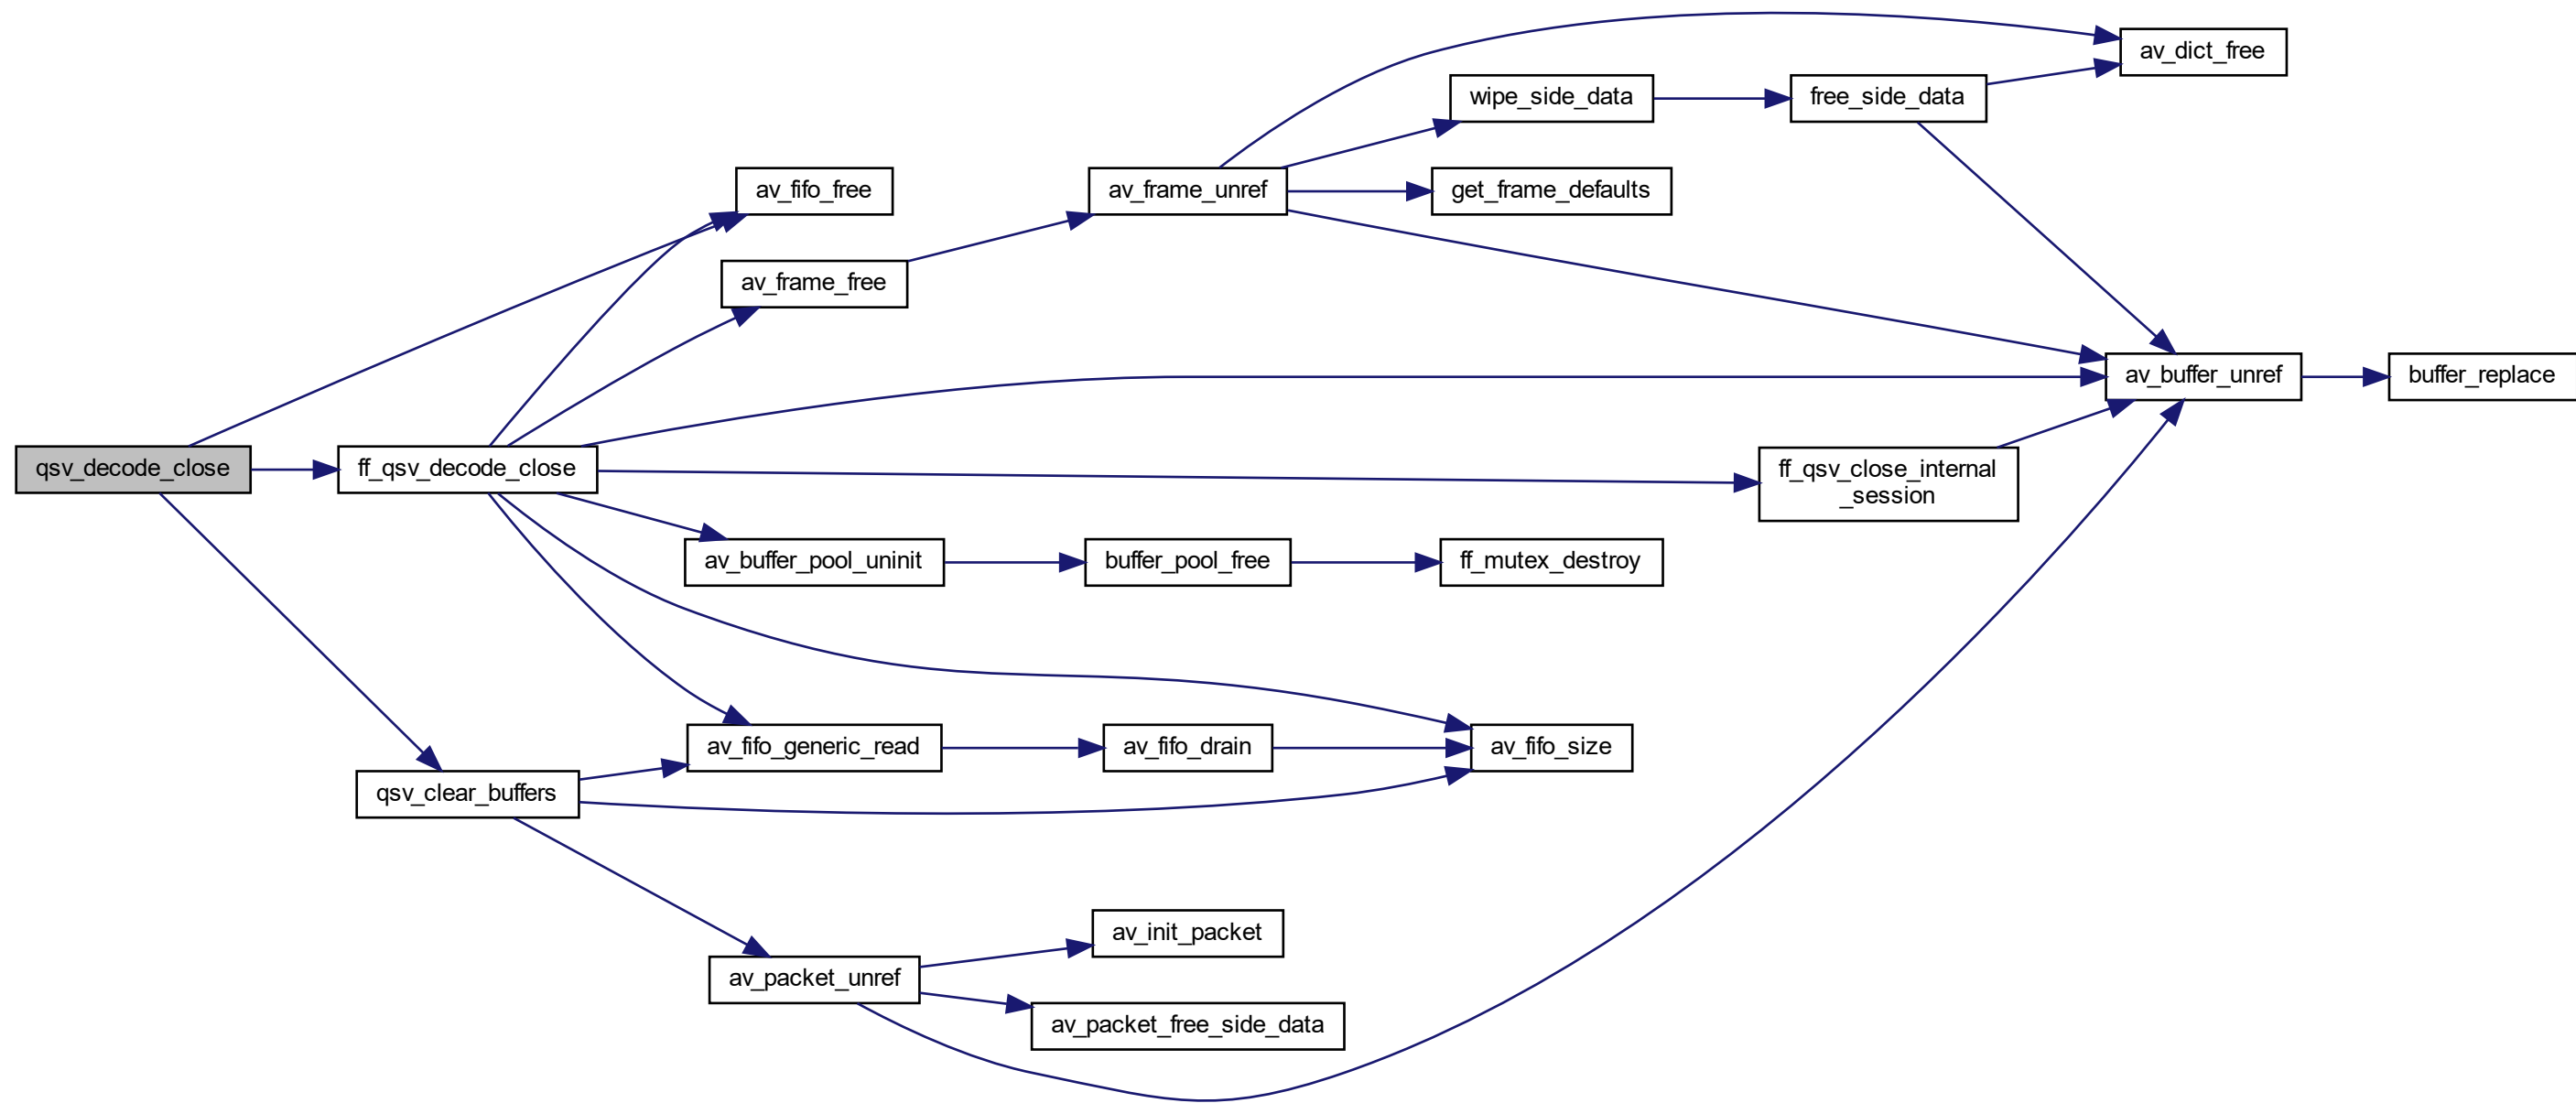 av_dict_free
wipe_side_data
free_side_data
av_fifo_free
av_frame_unref
get_frame_defaults
av_frame_free
av_buffer_unref
buffer_replace
qsv_decode_close
ff_qsv_decode_close
ff_qsv_close_internal
_session
av_buffer_pool_uninit
buffer_pool_free
ff_mutex_destroy
av_fifo_generic_read
av_fifo_drain
av_fifo_size
qsv_clear_buffers
av_init_packet
av_packet_unref
av_packet_free_side_data